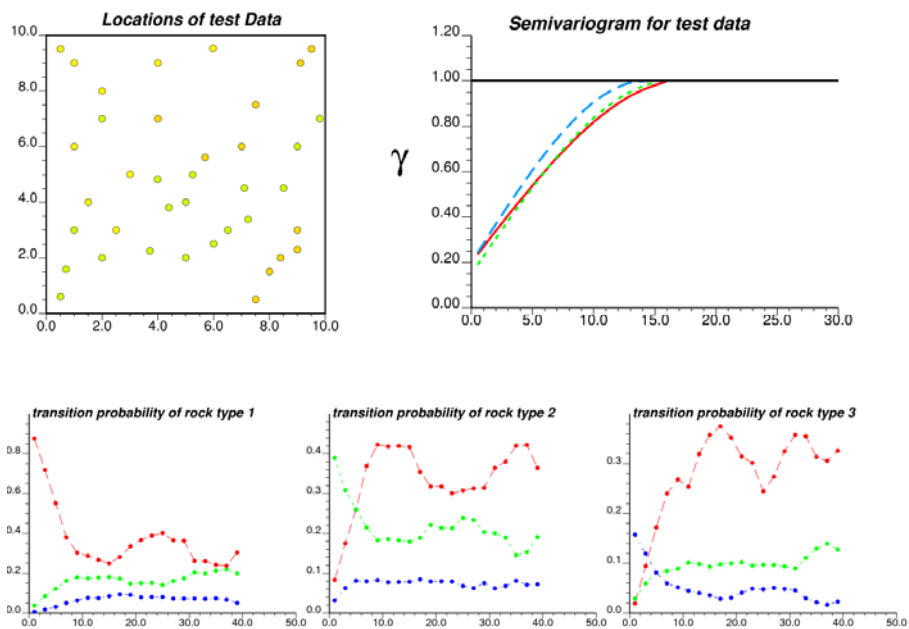 Locations of test Data
10.0
8.0
6.0
4.0
2.0
0.0
0.0 2.0 4.0 6.0 8.0 10.0
Semivariogram for test data
γ
1.20
1.00
0.80
0.60
0.40
0.20
0.00
0.0 5.0 10.0 15.0 20.0 25.0 30.0
transition probability of rock type 1
0.8
0.6
0.4
0.2
0.0
0.0 10.0 20.0 30.0 40.0 50.0
transition probability of rock type 2
0.4
0.3
0.2
0.1
0.0
0.0 10.0 20.0 30.0 40.0 50.0
transition probability of rock type 3
0.3
0.2
0.1
0.0
0.0 10.0 20.0 30.0 40.0 50.0